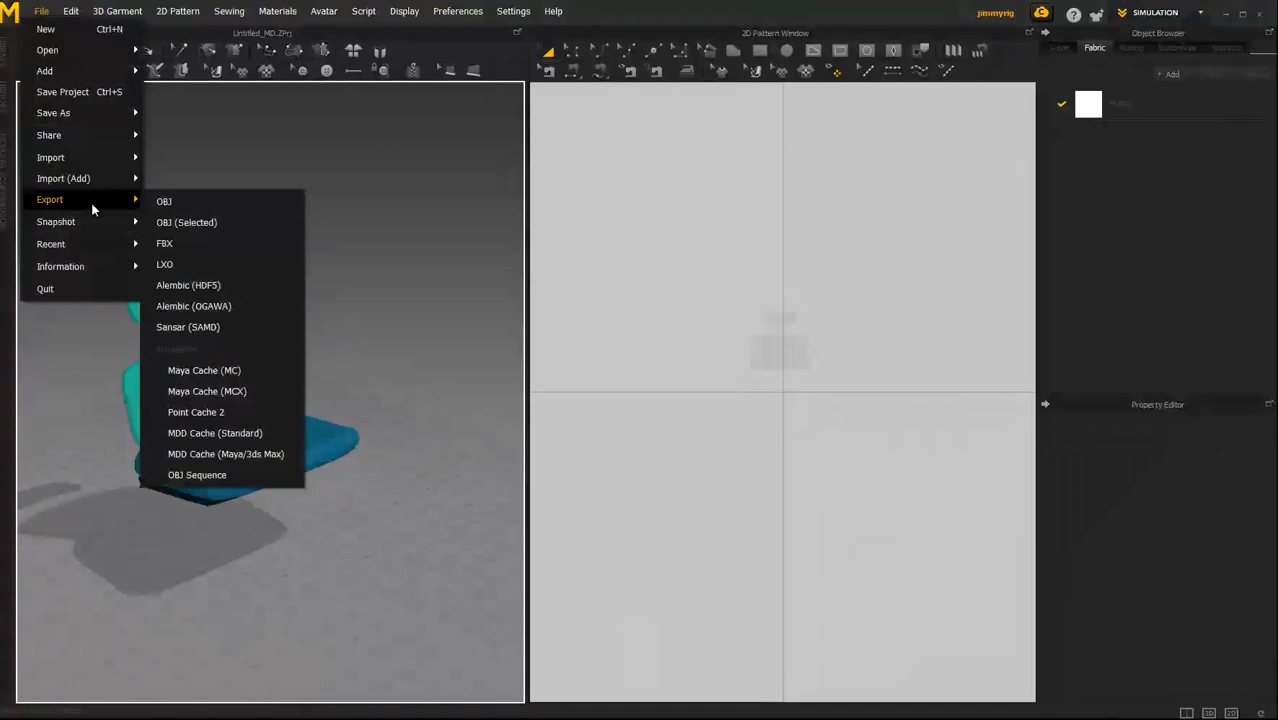 M File Edit 3D Garment 2D Pattern Sewing Materials Avatar Script Display Preferences Settings Help jimmyrig SIMULATION
Untitled_MD.ZPrj 2D Pattern Window Object Browser
Fabric
+ Add
New Ctrl+N
Open
Add
Save Project Ctrl+S
Save As
Share
Import
Import (Add)
Export
Snapshot
Recent
Information
Quit
OBJ
OBJ (Selected)
FBX
LXO
Alembic (HDF5)
Alembic (OGAWA)
Sansar (SAMD)
Maya Cache (MC)
Maya Cache (MCX)
Point Cache 2
MDD Cache (Standard)
MDD Cache (Maya/3ds Max)
OBJ Sequence
Property Editor